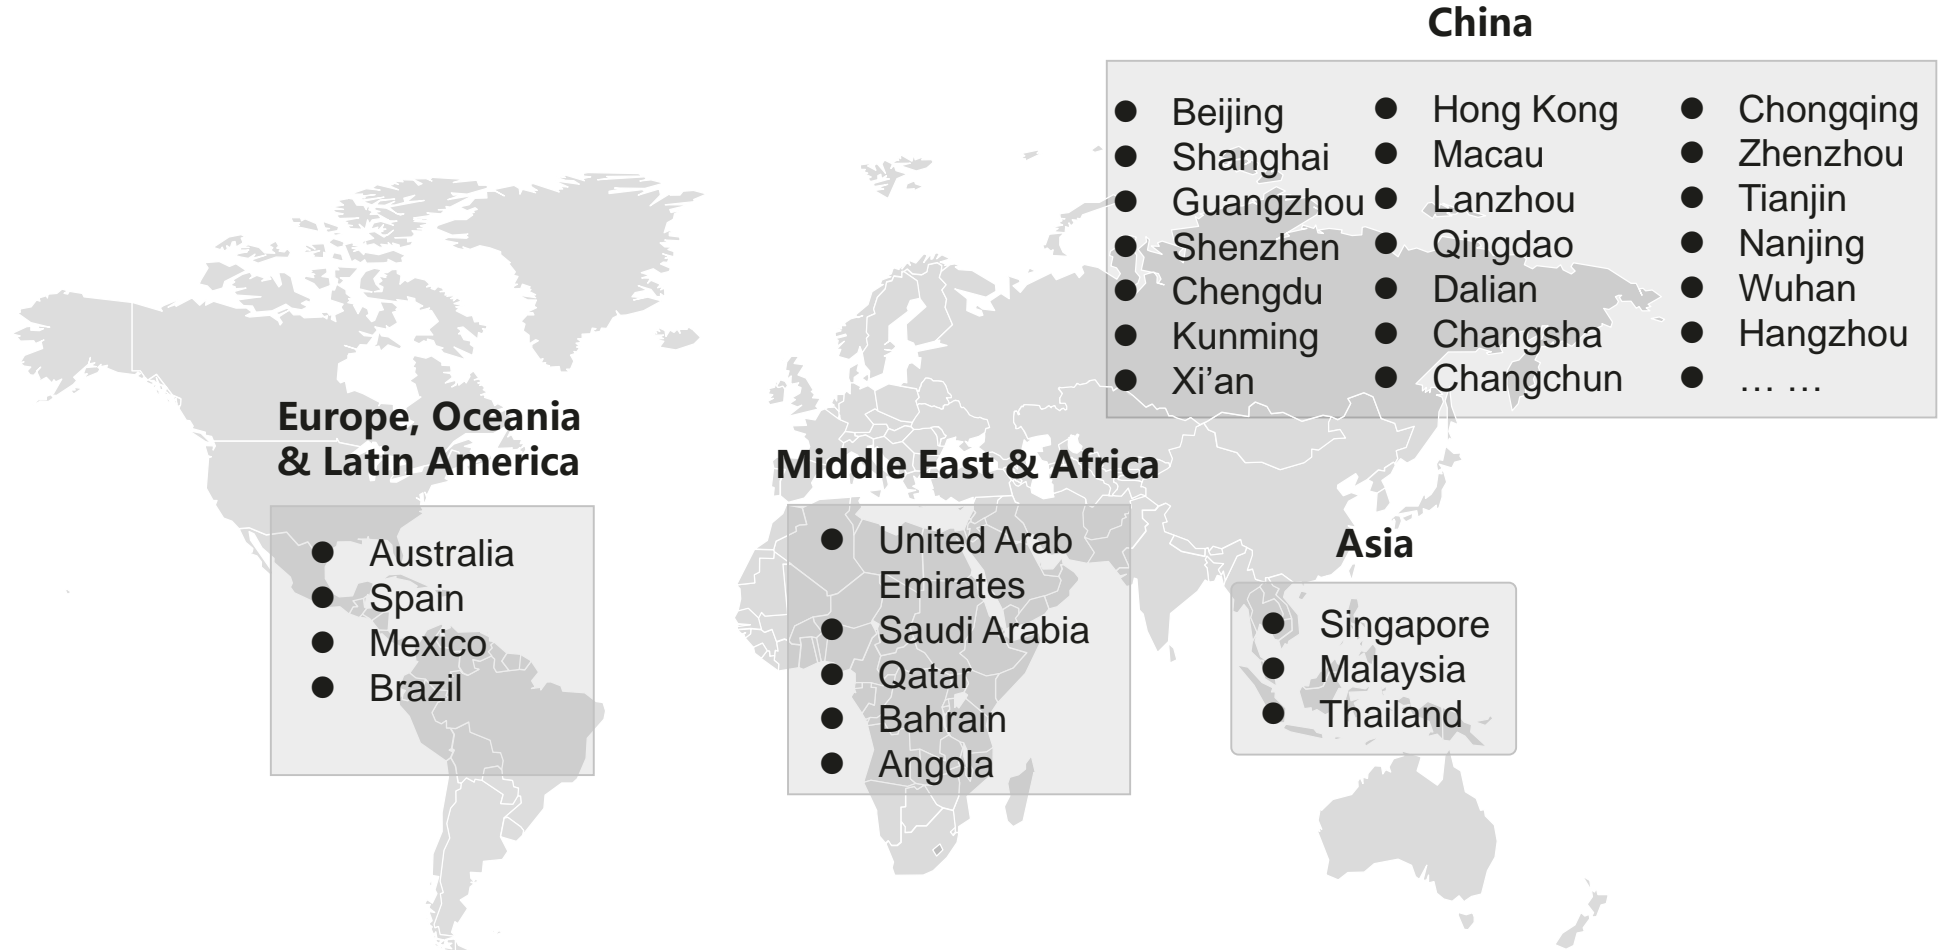 China
● Beijing
● Shanghai
● Guangzhou
● Shenzhen
● Chengdu
● Kunming
● Xi’an
● Hong Kong
● Macau
● Lanzhou
● Qingdao
● Dalian
● Changsha
● Changchun
● Chongqing
● Zhenzhou
● Tianjin
● Nanjing
● Wuhan
● Hangzhou
● … …
Europe, Oceania
& Latin America
● Australia
● Spain
● Mexico
● Brazil
Middle East & Africa
● United Arab
Emirates
● Saudi Arabia
● Qatar
● Bahrain
● Angola
Asia
● Singapore
● Malaysia
● Thailand